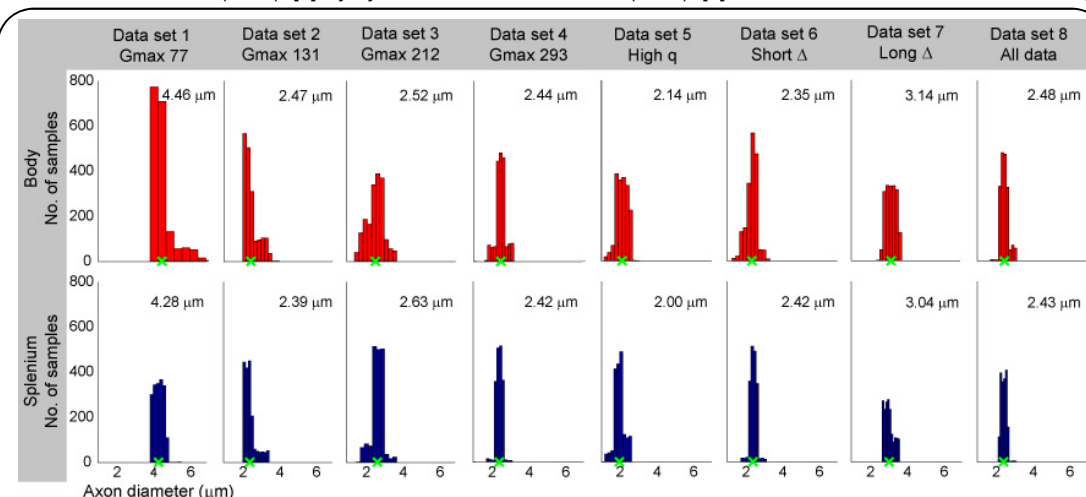 Data set 1 Data set 2 Data set 3 Data set 4 Data set 5 Data set 6 Data set 7 Data set 8
Gmax 77 Gmax 131 Gmax 212 Gmax 293 High q Short Δ Long Δ All data
Body
No. of samples
800
600
400
200
0
4.46 μm 2.47 μm 2.52 μm 2.44 μm 2.14 μm 2.35 μm 3.14 μm 2.48 μm
Splenium
No. of samples
800
600
400
200
0
4.28 μm 2.39 μm 2.63 μm 2.42 μm 2.00 μm 2.42 μm 3.04 μm 2.43 μm
2 4 6 2 4 6 2 4 6 2 4 6 2 4 6 2 4 6 2 4 6 2 4 6
Axon diameter (μm)